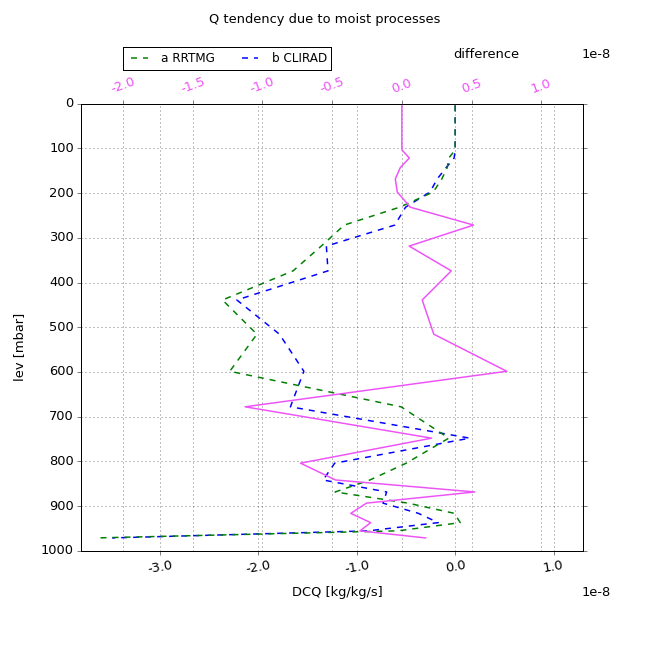 Q tendency due to moist processes
a RRTMG b CLIRAD difference 1e-8
-2.0 -1.5 -1.0 -0.5 0.0 0.5 1.0
0
100
200
300
400
500
600
700
800
900
1000
lev [mbar]
-3.0 -2.0 -1.0 0.0 1.0
DCQ [kg/kg/s] 1e-8